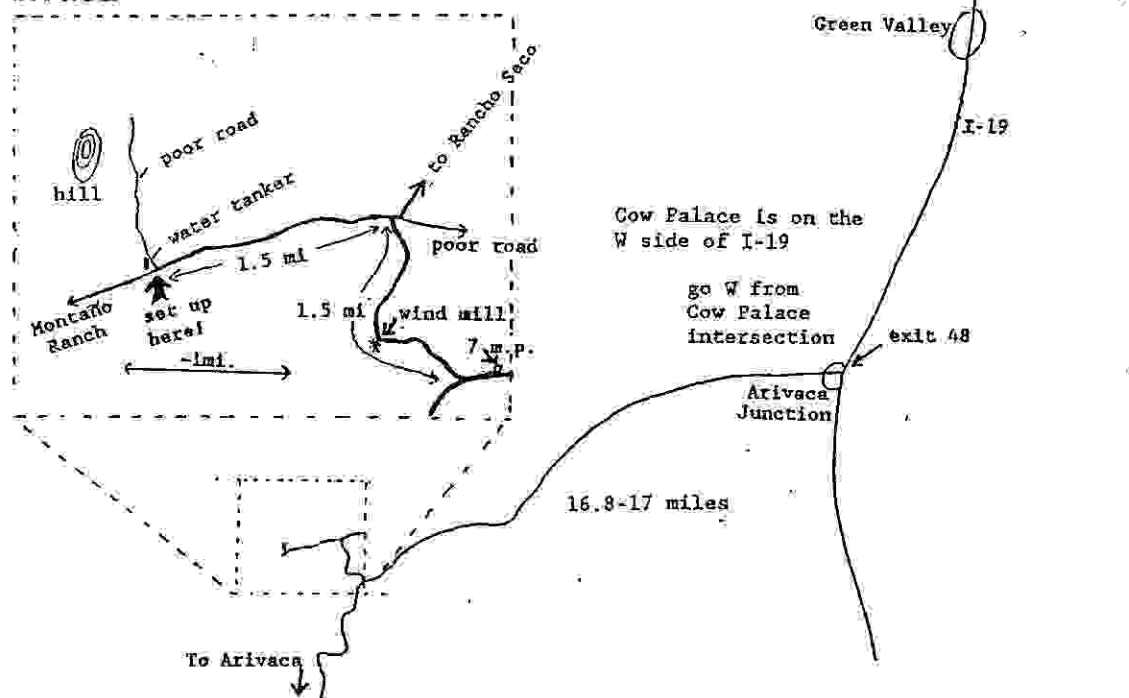 Green Valley
I-19
to Rancho Seco
poor road
hill
water tanker
1.5 mi
poor road
Montaño
Ranch
set up
here!
1.5 mi
wind mill
7 m.p.
~1mi.
Cow Palace is on the
W side of I-19
go W from
Cow Palace
intersection
exit 48
Arivaca
Junction
16.8-17 miles
To Arivaca